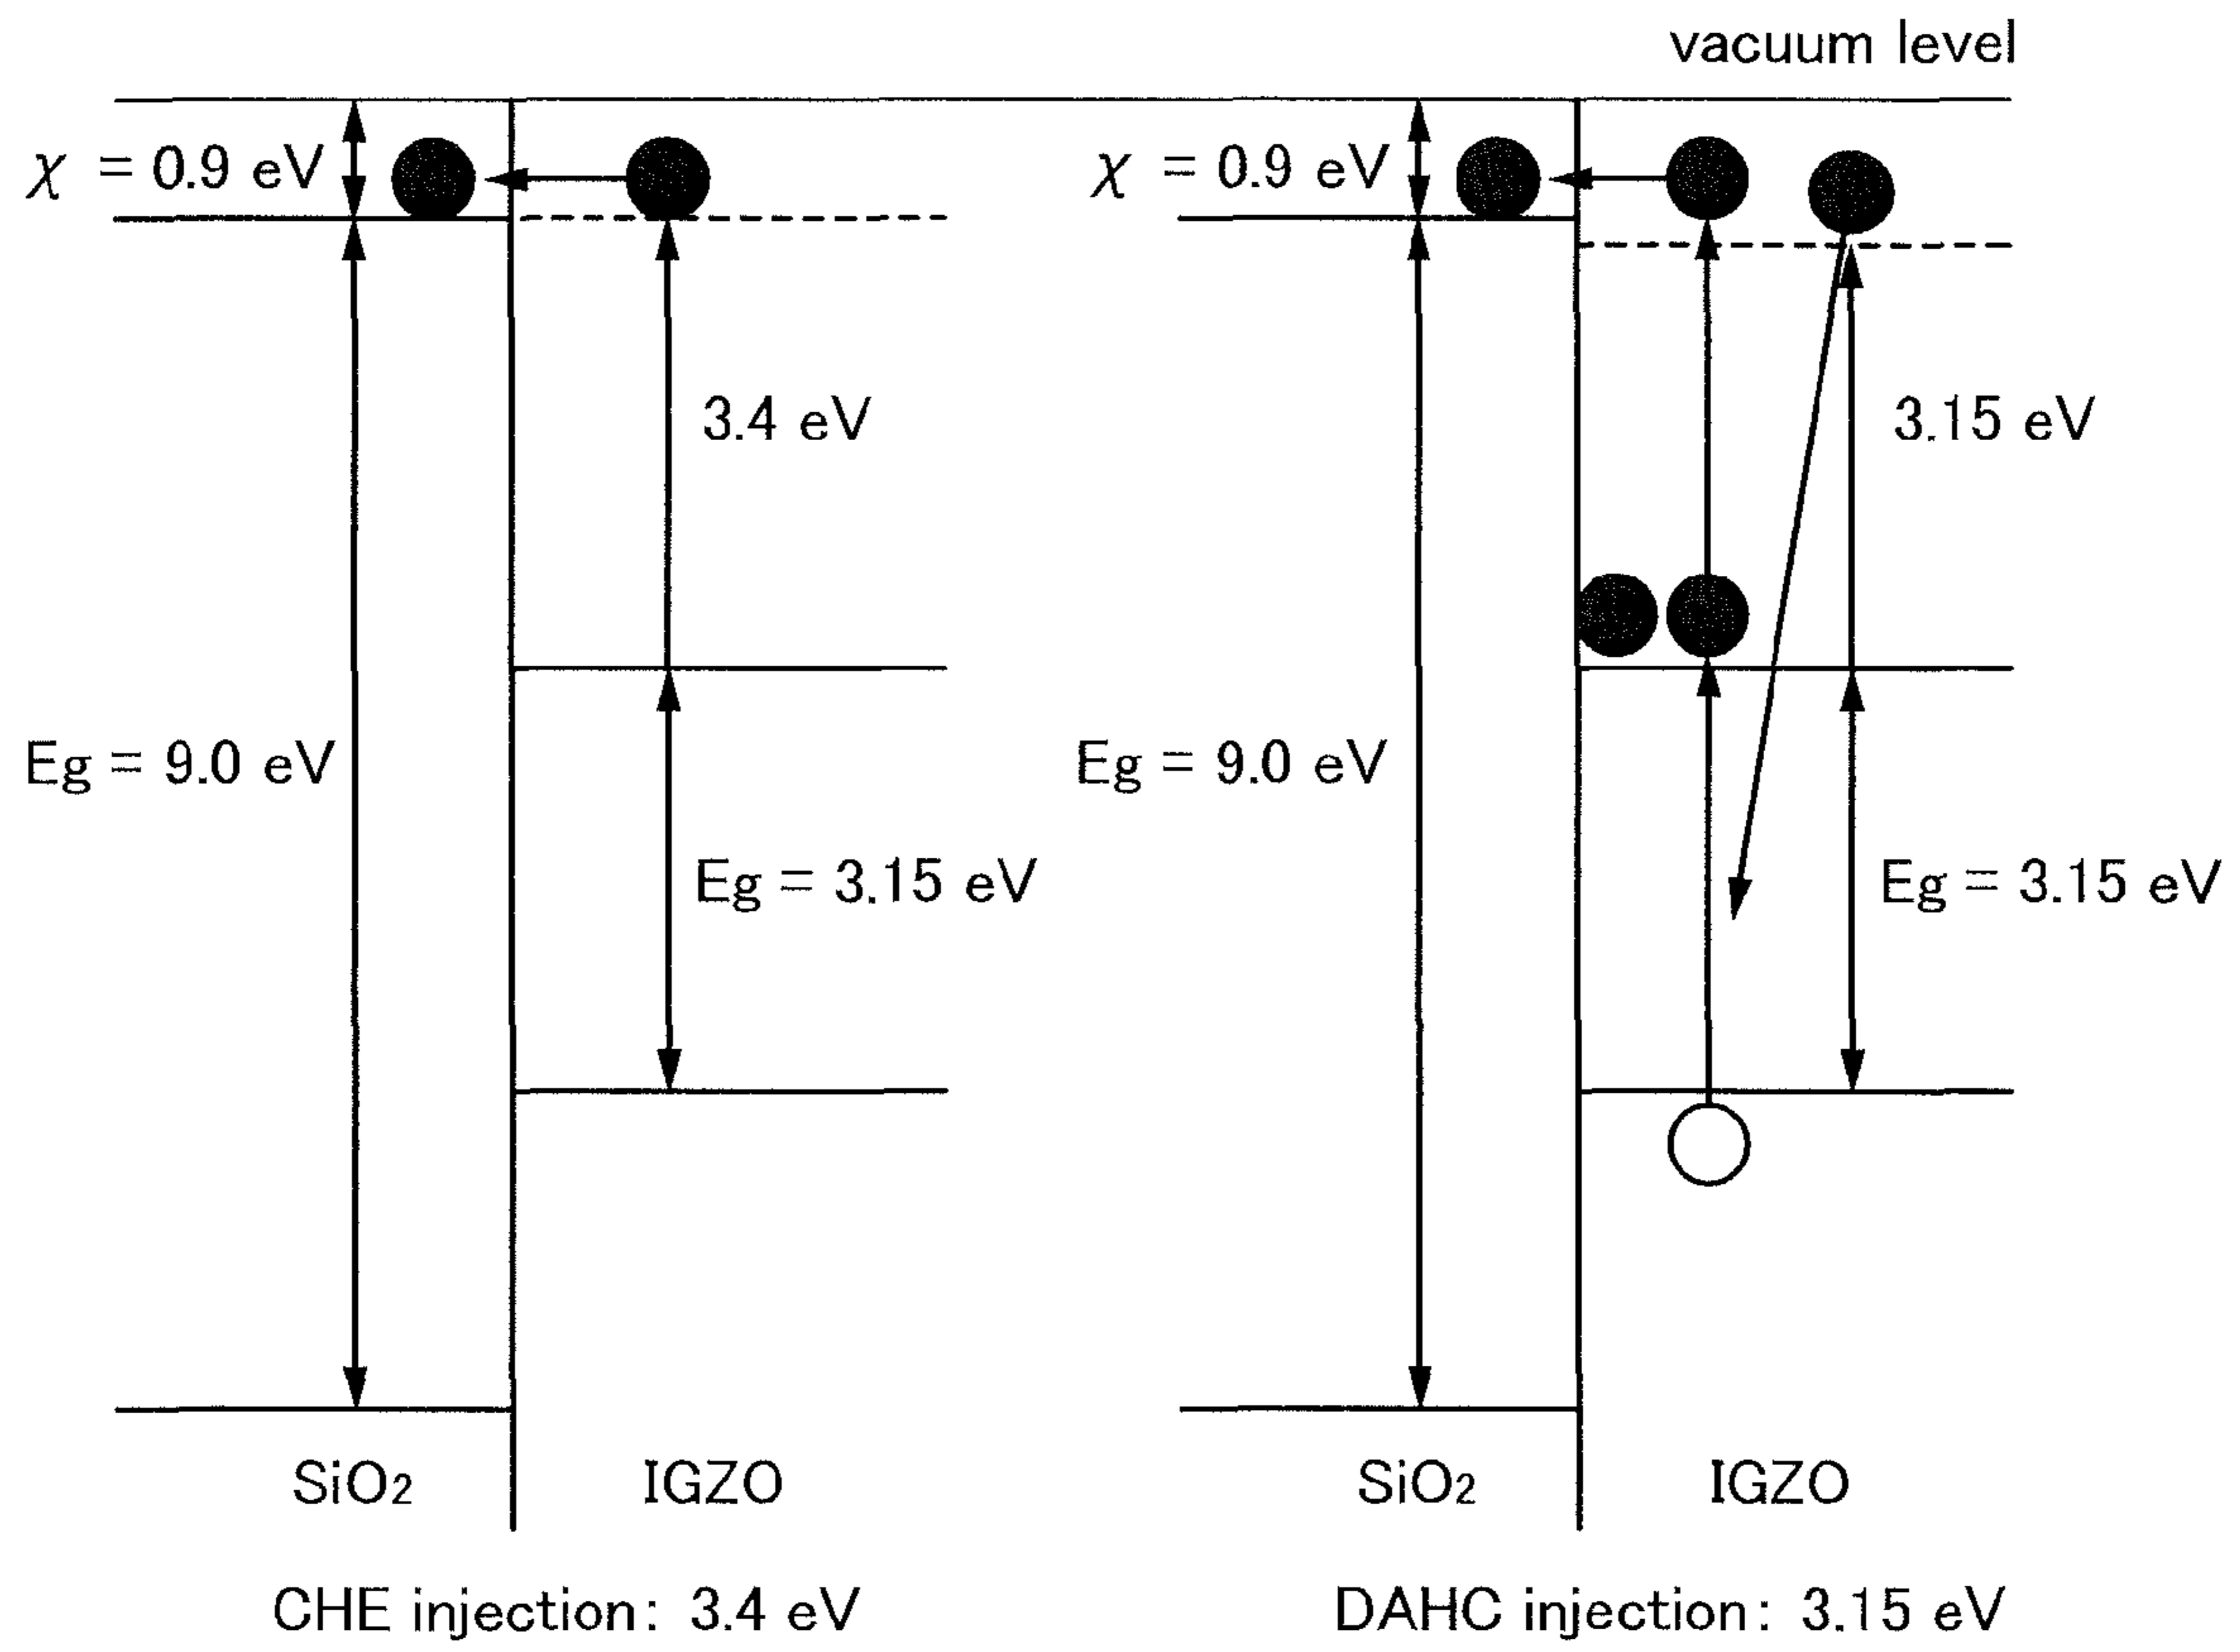 vacuum level
χ = 0.9 eV
χ = 0.9 eV
3.4 eV
3.15 eV
Eg = 9.0 eV
Eg = 9.0 eV
Eg = 3.15 eV
Eg = 3.15 eV
SiO2
IGZO
SiO2
IGZO
CHE injection: 3.4 eV
DAHC injection: 3.15 eV